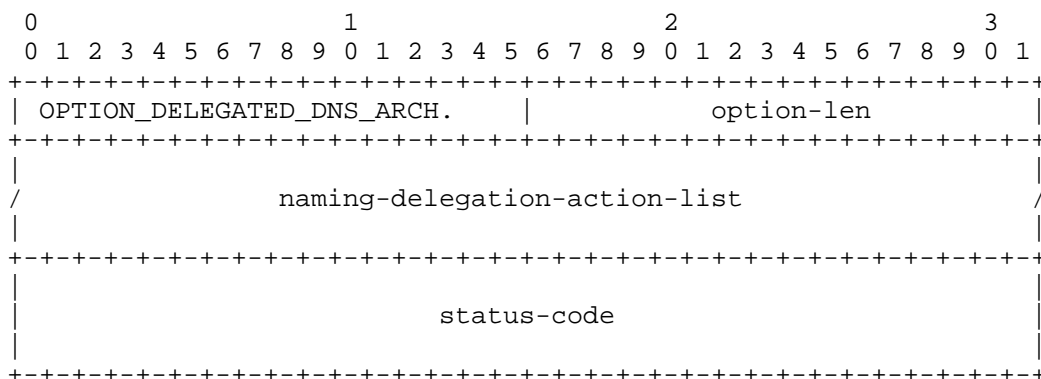 0                   1                   2                   3
 0 1 2 3 4 5 6 7 8 9 0 1 2 3 4 5 6 7 8 9 0 1 2 3 4 5 6 7 8 9 0 1
+-+-+-+-+-+-+-+-+-+-+-+-+-+-+-+-+-+-+-+-+-+-+-+-+-+-+-+-+-+-+-+-+
| OPTION_DELEGATED_DNS_ARCH.    |           option-len          |
+-+-+-+-+-+-+-+-+-+-+-+-+-+-+-+-+-+-+-+-+-+-+-+-+-+-+-+-+-+-+-+-+
|                                                               |
/                naming-delegation-action-list                  /
|                                                               |
+-+-+-+-+-+-+-+-+-+-+-+-+-+-+-+-+-+-+-+-+-+-+-+-+-+-+-+-+-+-+-+-+
|                                                               |
|                          status-code                          |
|                                                               |
+-+-+-+-+-+-+-+-+-+-+-+-+-+-+-+-+-+-+-+-+-+-+-+-+-+-+-+-+-+-+-+-+